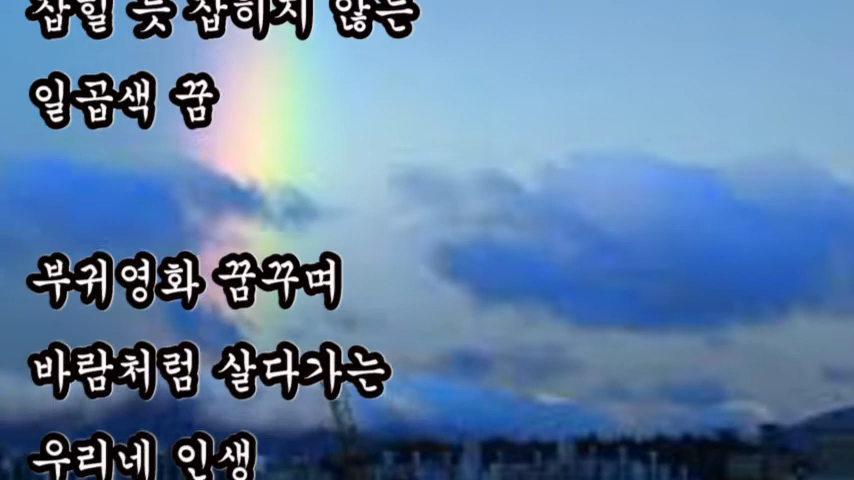 잡힐 듯 잡히지 않는
일곱색 꿈
부귀영화 꿈꾸며
바람처럼 살다가는
우리네 인생